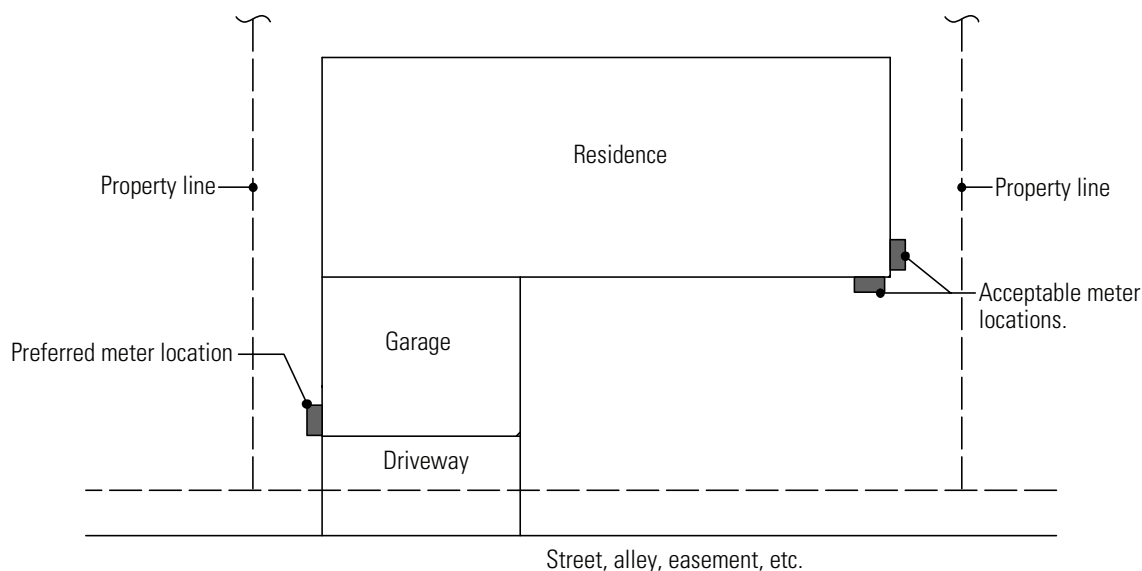 Residence
Property line
Property line
Acceptable meter
locations.
Garage
Preferred meter location
Driveway
Street, alley, easement, etc.